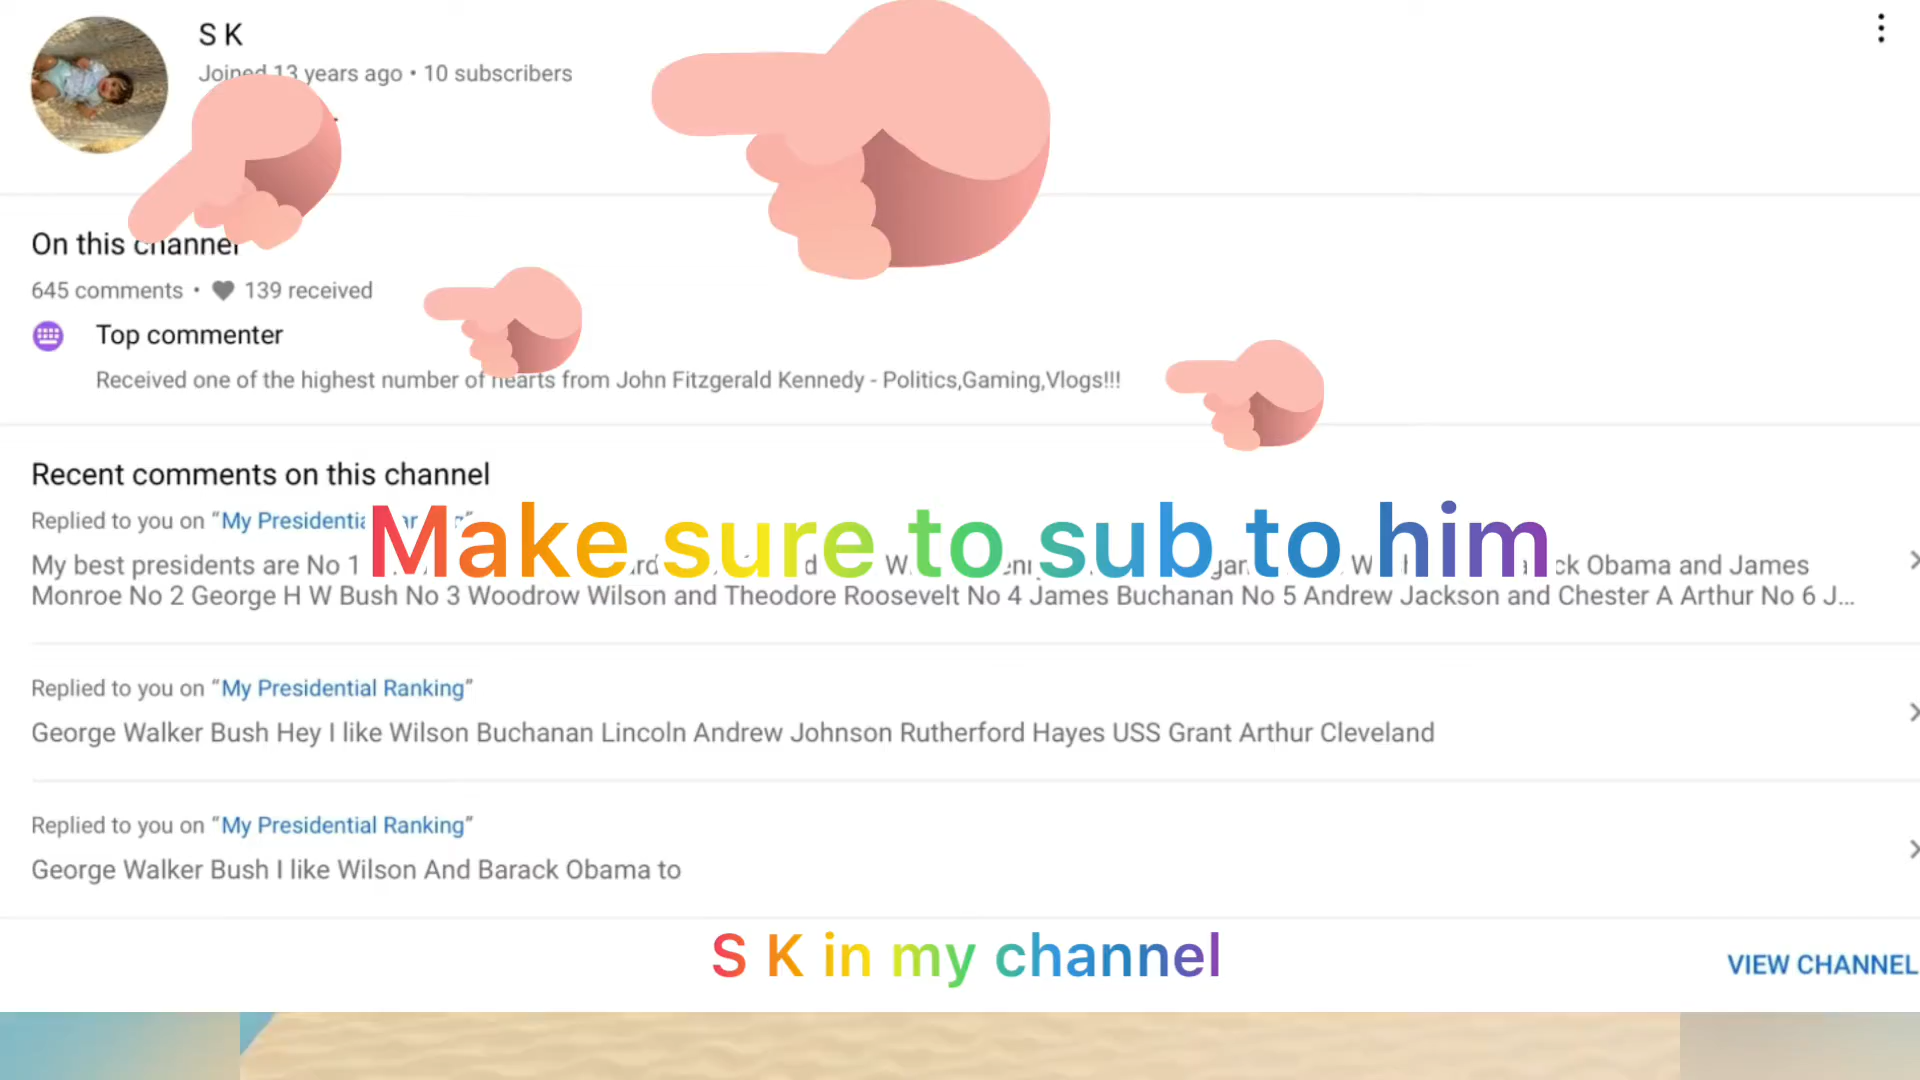 S K
Joined 13 years ago • 10 subscribers
On this channel
645 comments • 139 received
Top commenter
Received one of the highest number of hearts from John Fitzgerald Kennedy - Politics,Gaming,Vlogs!!!
Recent comments on this channel
Replied to you on “My Presidential
Make sure to sub to him
My best presidents are No 1 Obama and James
Monroe No 2 George H W Bush No 3 Woodrow Wilson and Theodore Roosevelt No 4 James Buchanan No 5 Andrew Jackson and Chester A Arthur No 6 J...
Replied to you on “My Presidential Ranking”
George Walker Bush Hey I like Wilson Buchanan Lincoln Andrew Johnson Rutherford Hayes USS Grant Arthur Cleveland
Replied to you on “My Presidential Ranking”
George Walker Bush I like Wilson And Barack Obama to
S K in my channel
VIEW CHANNEL